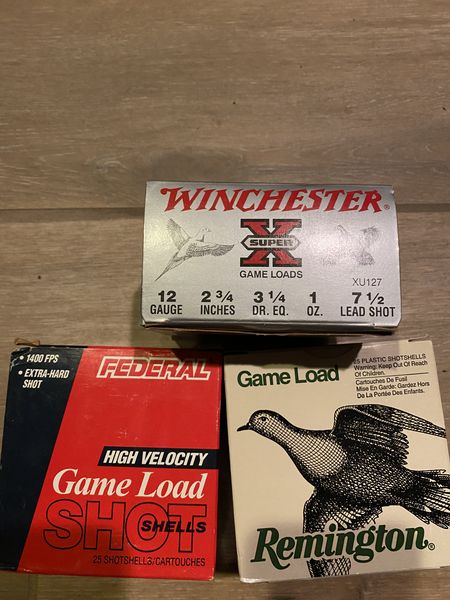 WINCHESTER®
SUPER X
GAME LOADS
XU127
12 2 3/4 3 1/4 1 7 1/2
GAUGE INCHES DR. EQ. OZ. LEAD SHOT
• 1400 FPS
• EXTRA-HARD
SHOT
FEDERAL
HIGH VELOCITY
Game Load
SHOT
SHELLS
25 SHOTSHELLS/CARTOUCHES
Game Load
25 PLASTIC SHOTSHELLS
Warning: Keep Out Of Reach
Of Children.
Cartouches De Fusil
Mise En Garde: Gardez Hors
De La Portée Des Enfants.
Remington®